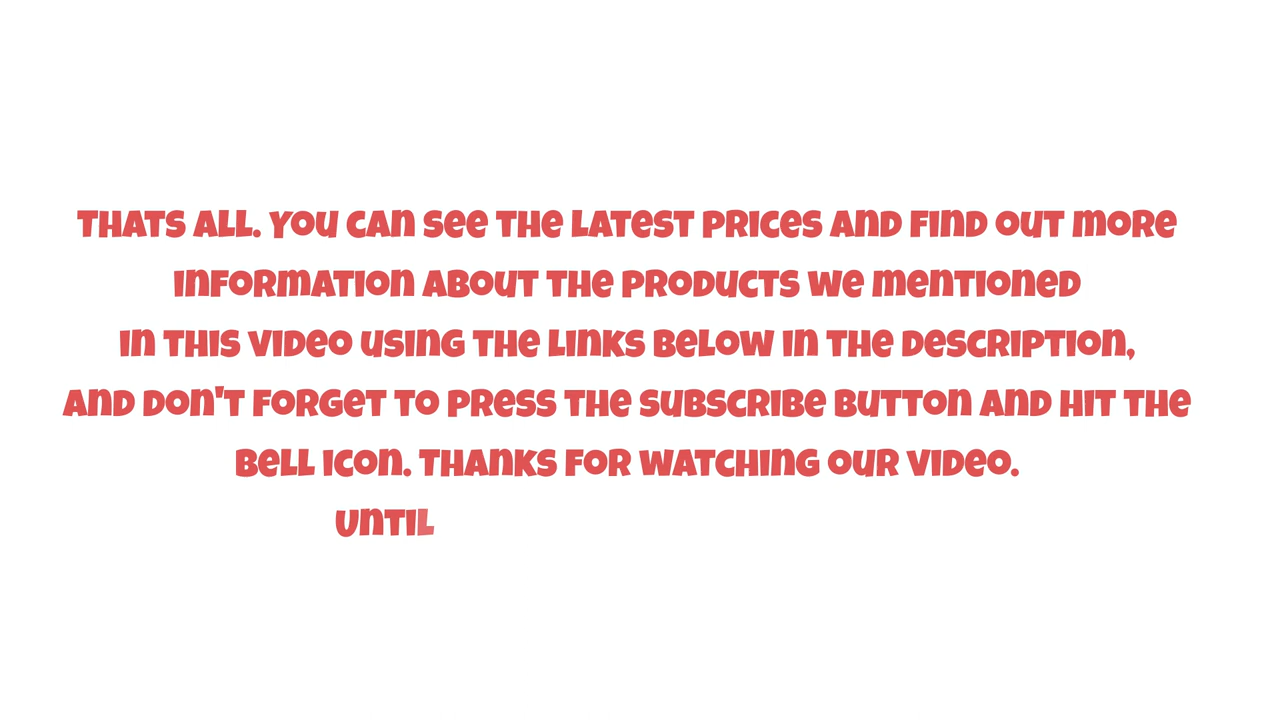 THATS ALL. YOU CAN SEE THE LATEST PRICES AND FIND OUT MORE
INFORMATION ABOUT THE PRODUCTS WE MENTIONED
IN THIS VIDEO USING THE LINKS BELOW IN THE DESCRIPTION,
AND DON'T FORGET TO PRESS THE SUBSCRIBE BUTTON AND HIT THE
BELL ICON. THANKS FOR WATCHING OUR VIDEO.
UNTIL